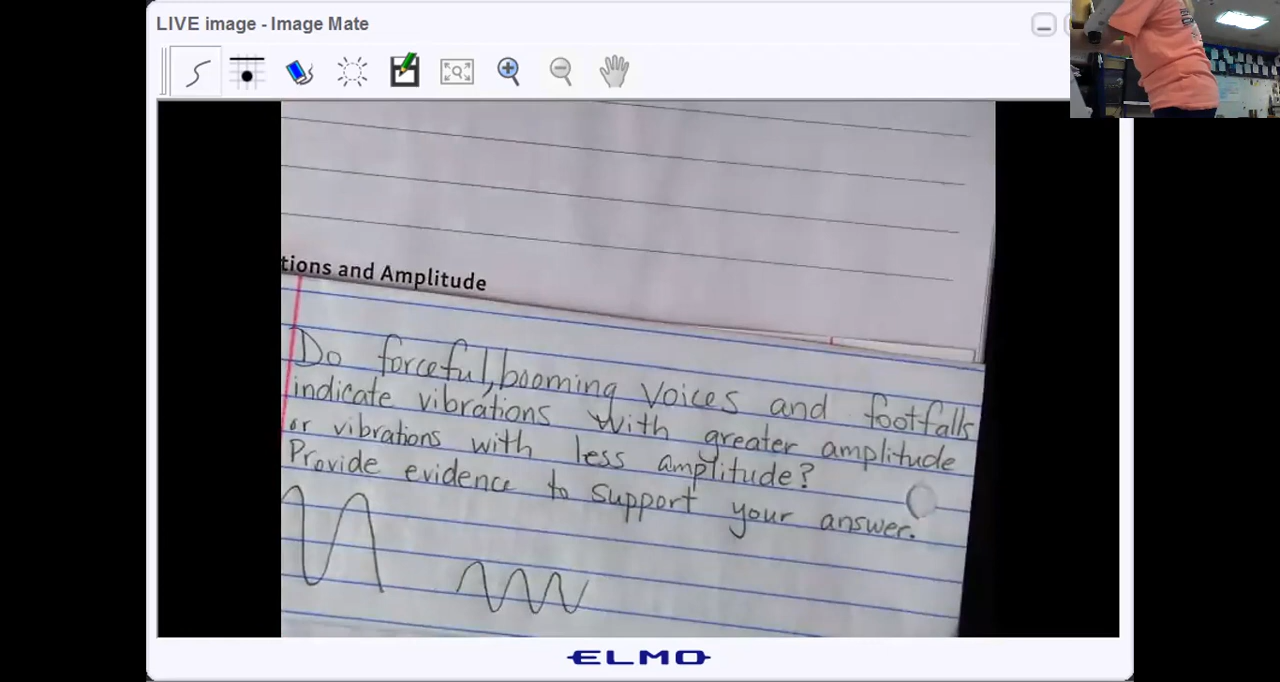 LIVE image - Image Mate
tions and Amplitude
Do forceful, booming voices and footfalls
indicate vibrations with greater amplitude
or vibrations with less amplitude?
Provide evidence to support your answer.
ELMO